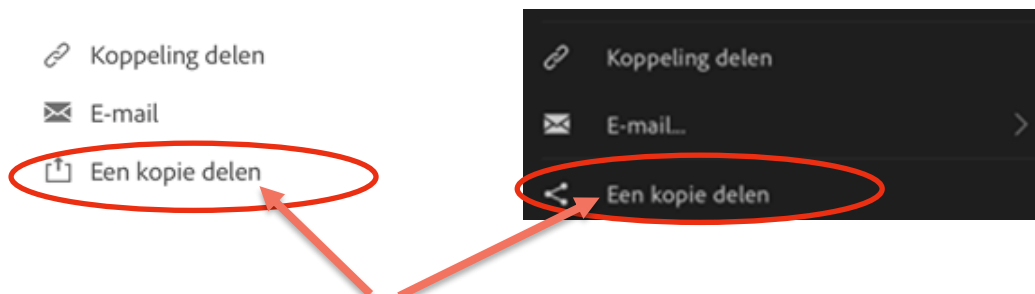 Koppeling delen
E-mail
Een kopie delen
Koppeling delen
E-mail...
Een kopie delen